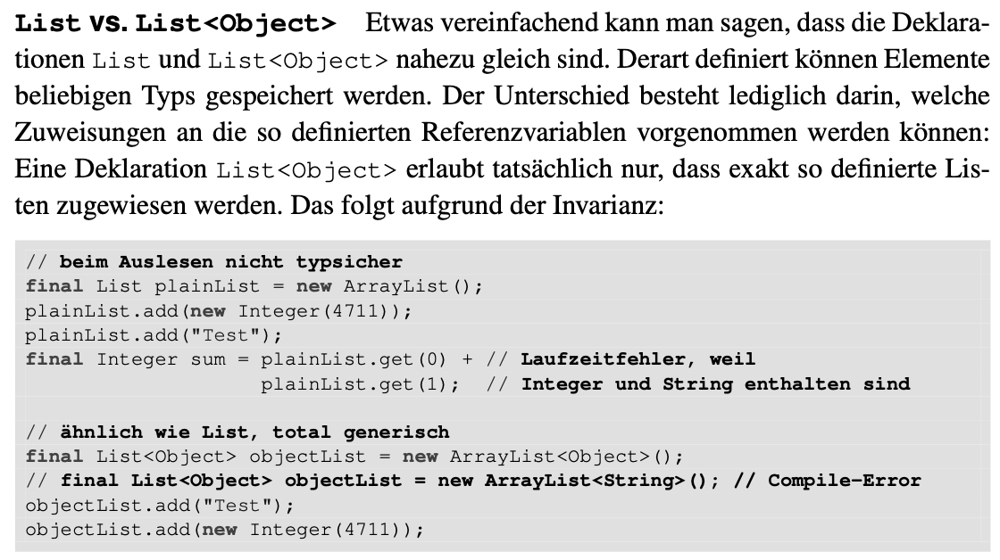 List vs. List<Object> Etwas vereinfachend kann man sagen, dass die Deklara-
tionen List und List<Object> nahezu gleich sind. Derart definiert können Elemente
beliebigen Typs gespeichert werden. Der Unterschied besteht lediglich darin, welche
Zuweisungen an die so definierten Referenzvariablen vorgenommen werden können:
Eine Deklaration List<Object> erlaubt tatsächlich nur, dass exakt so definierte Lis-
ten zugewiesen werden. Das folgt aufgrund der Invarianz:
// beim Auslesen nicht typsicher
final List plainList = new ArrayList();
plainList.add(new Integer(4711));
plainList.add("Test");
final Integer sum = plainList.get(0) + // Laufzeitfehler, weil
                    plainList.get(1);  // Integer und String enthalten sind
// ähnlich wie List, total generisch
final List<Object> objectList = new ArrayList<Object>();
// final List<Object> objectList = new ArrayList<String>(); // Compile-Error
objectList.add("Test");
objectList.add(new Integer(4711));